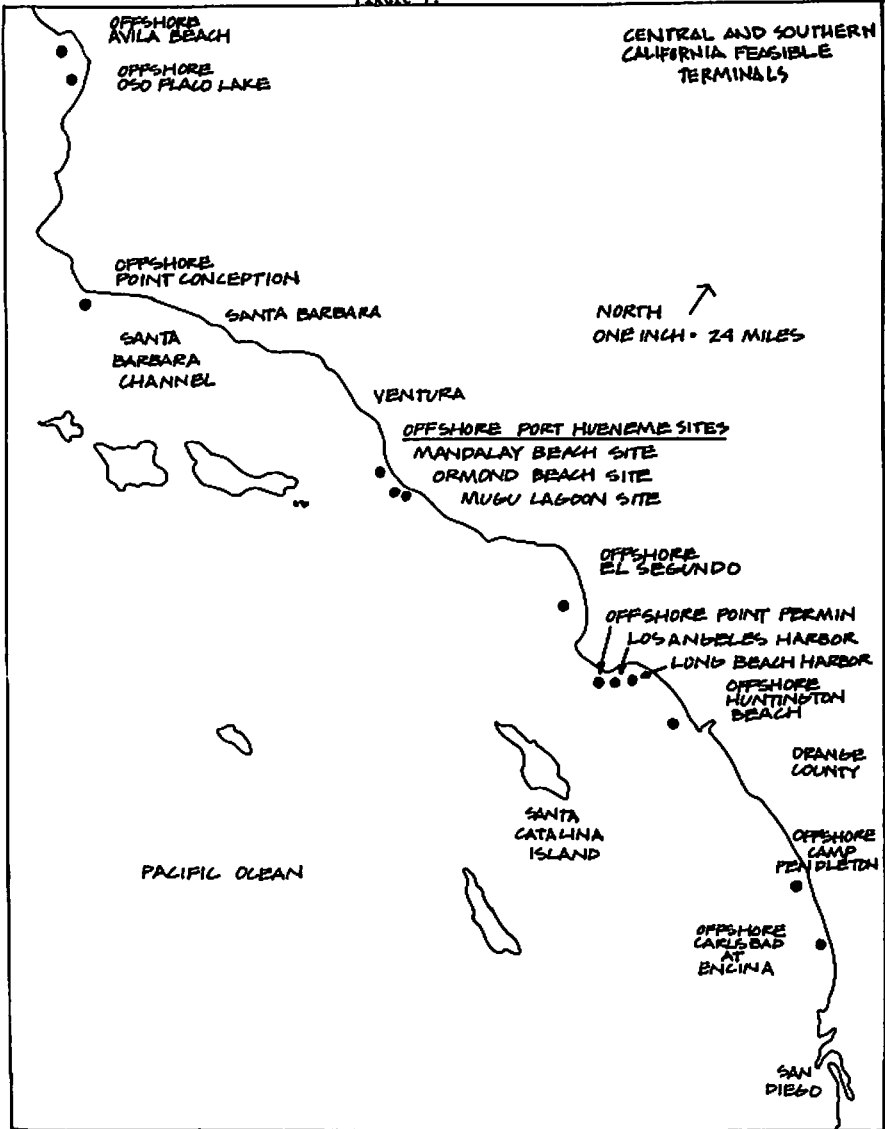 OFFSHORE
AVILA BEACH
OFFSHORE
OSO FLACO LAKE
CENTRAL AND SOUTHERN
CALIFORNIA FEASIBLE
TERMINALS
OFFSHORE
POINT CONCEPTION
SANTA BARBARA
SANTA
BARBARA
CHANNEL
NORTH
ONE INCH = 24 MILES
VENTURA
OFFSHORE PORT HUENEME SITES
MANDALAY BEACH SITE
ORMOND BEACH SITE
MUGU LAGOON SITE
OFFSHORE
EL SEGUNDO
OFFSHORE POINT FERMIN
LOS ANGELES HARBOR
LONG BEACH HARBOR
OFFSHORE
HUNTINGTON
BEACH
ORANGE
COUNTY
SANTA
CATALINA
ISLAND
PACIFIC OCEAN
OFFSHORE
CAMP
PENDLETON
OFFSHORE
CARLSBAD
AT
ENCINA
SAN
DIEGO